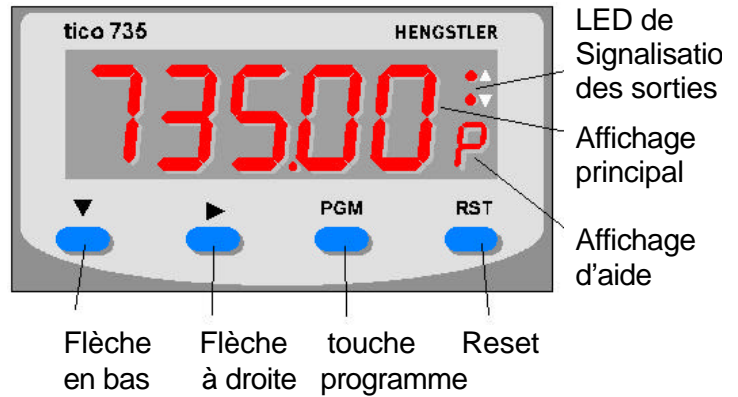 tico 735
HENGSTLER
735.00
P
▼
▶
PGM
RST
LED de
Signalisatio
des sorties
Affichage
principal
Affichage
d'aide
Flèche
en bas
Flèche
à droite
touche
programme
Reset